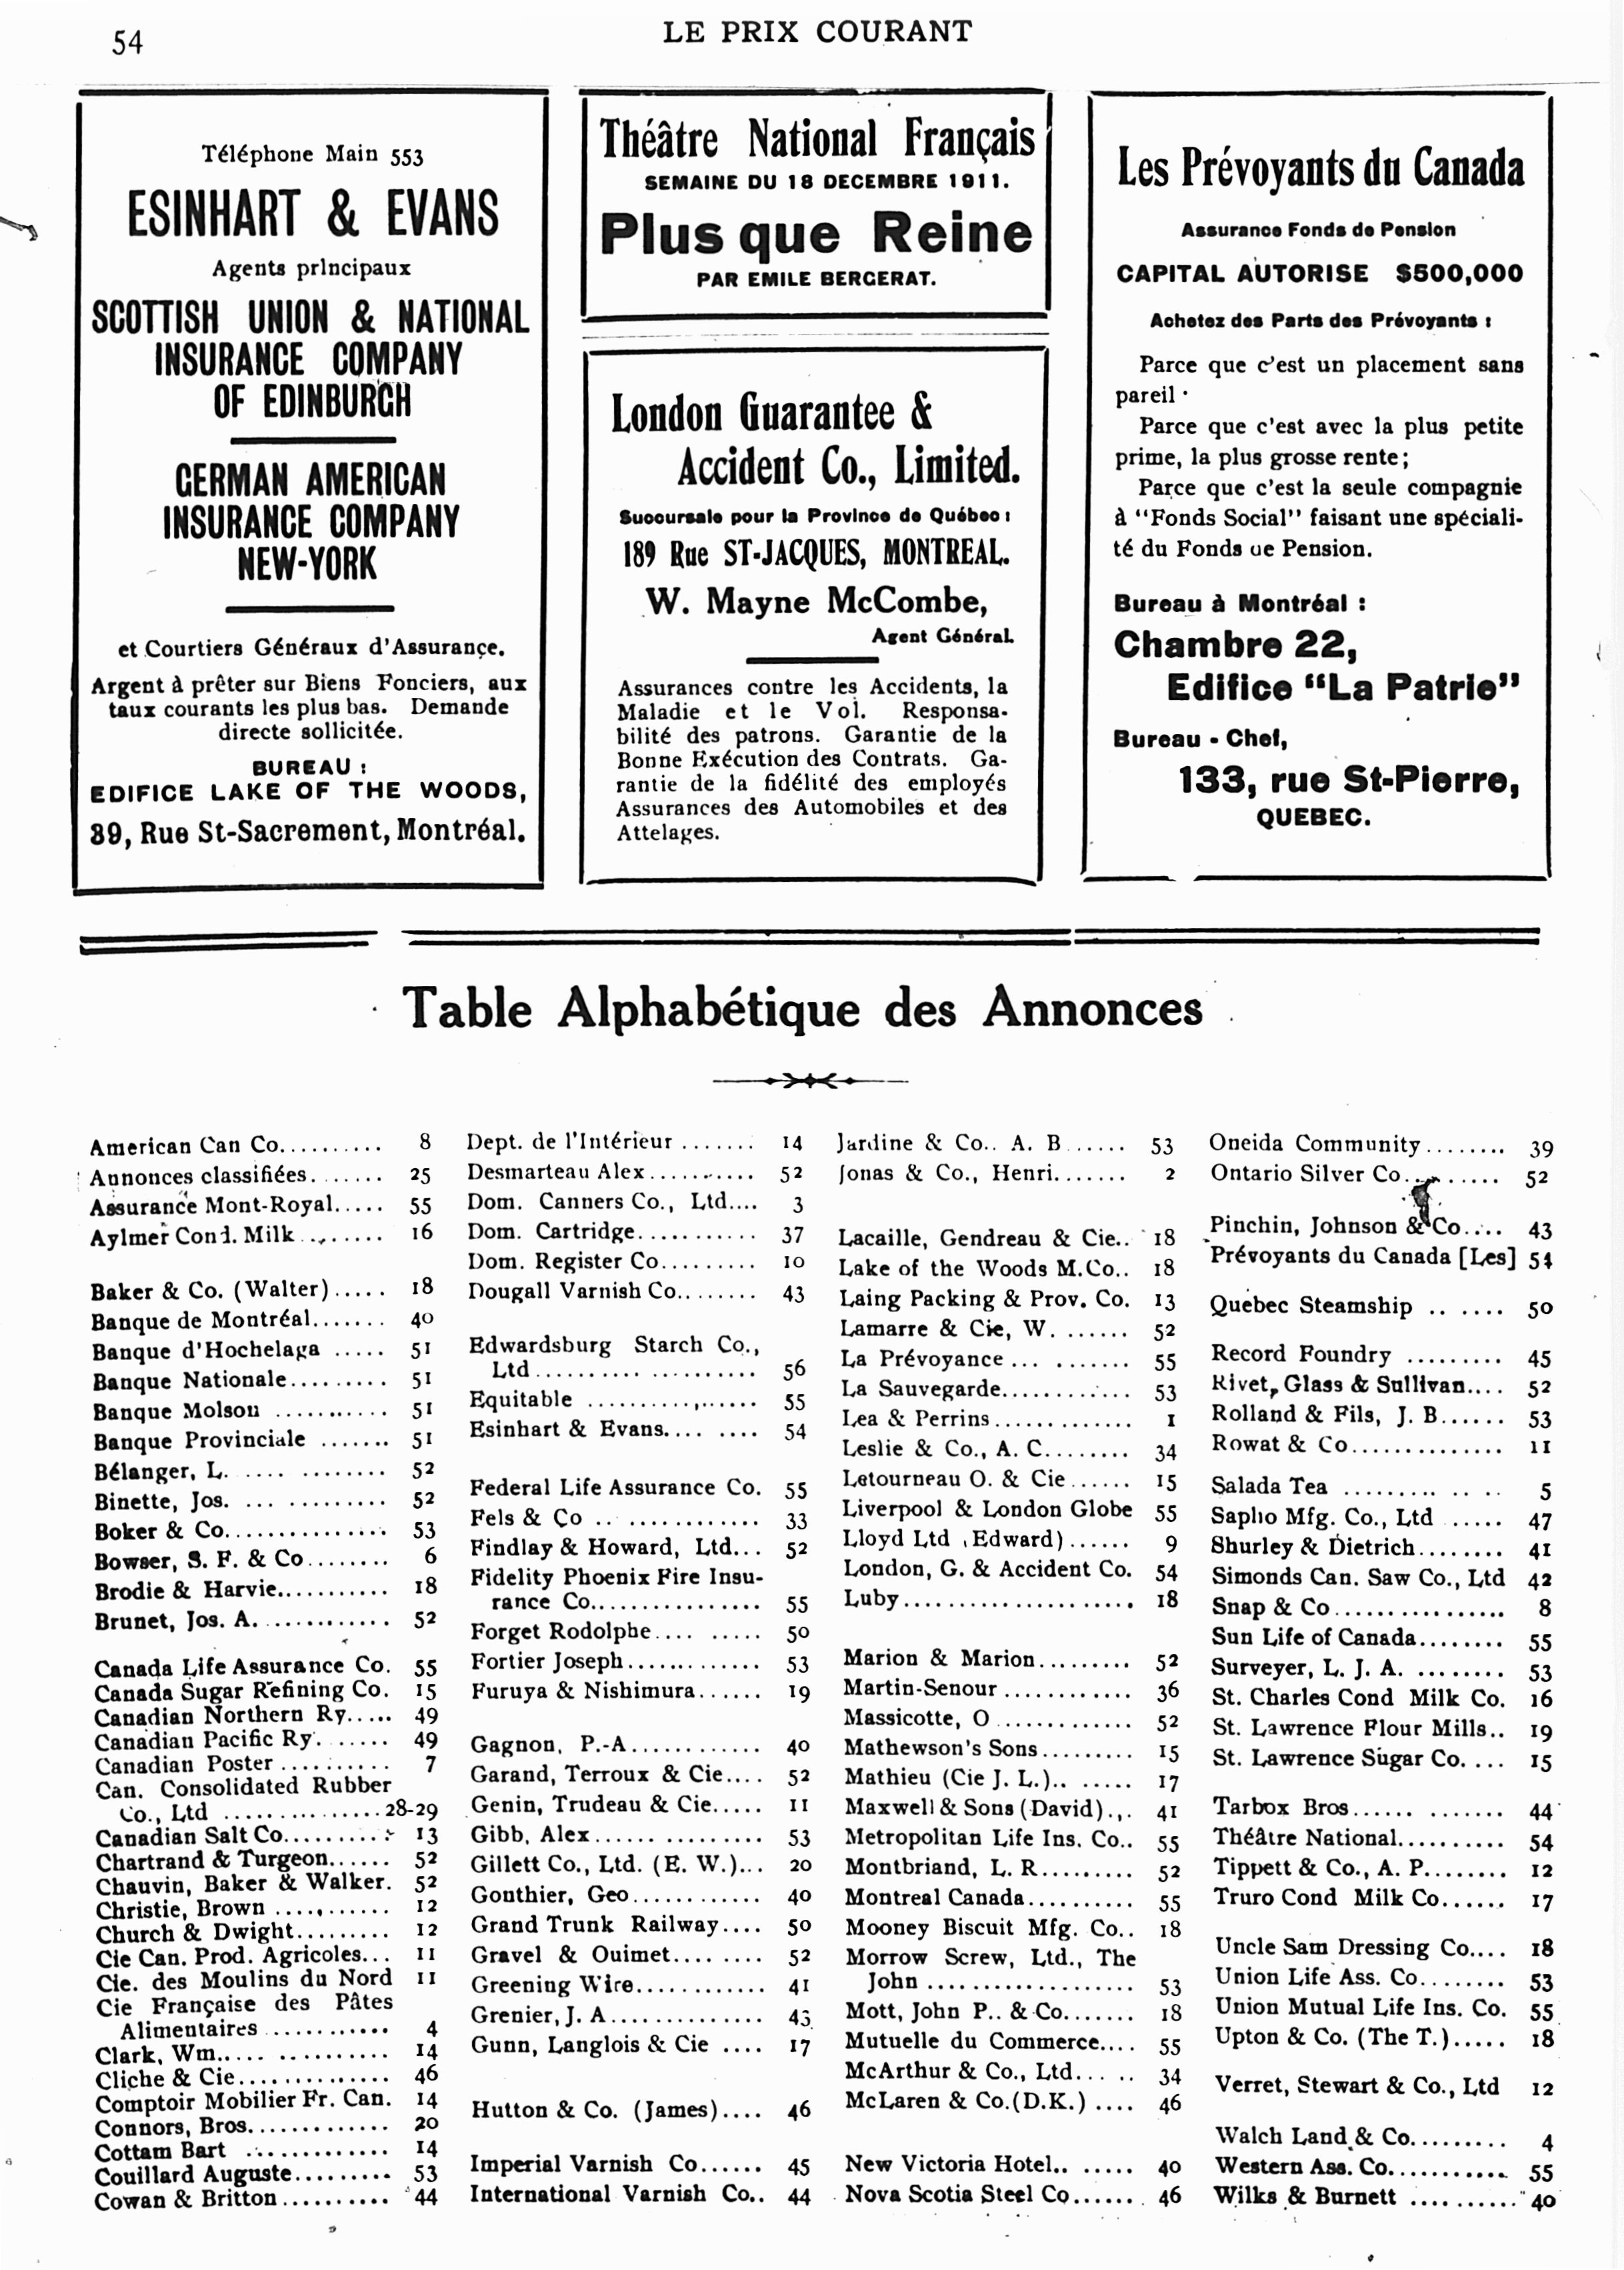 54
LE PRIX COURANT
Téléphone Main 553
ESINHART & EVANS
Agents principaux
SCOTTISH UNION & NATIONAL
INSURANCE COMPANY
OF EDINBURGH
GERMAN AMERICAN
INSURANCE COMPANY
NEW-YORK
et Courtiers Généraux d'Assurance.
Argent à prêter sur Biens Fonciers, aux
taux courants les plus bas. Demande
directe sollicitée.
BUREAU :
EDIFICE LAKE OF THE WOODS,
39, Rue St-Sacrement, Montréal.
Théâtre National Français
SEMAINE DU 18 DECEMBRE 1911.
Plus que Reine
PAR EMILE BERGERAT.
London Guarantee &
Accident Co., Limited.
Succursale pour la Province de Québec :
189 Rue ST-JACQUES, MONTREAL.
W. Mayne McCombe,
Agent Général.
Assurances contre les Accidents, la
Maladie et le Vol. Responsa-
bilité des patrons. Garantie de la
Bonne Exécution des Contrats. Ga-
rantie de la fidélité des employés
Assurances des Automobiles et des
Attelages.
Les Prévoyants du Canada
Assurance Fonds de Pension
CAPITAL AUTORISE $500,000
Achetez des Parts des Prévoyants :
Parce que c'est un placement sans
pareil
Parce que c'est avec la plus petite
prime, la plus grosse rente;
Parce que c'est la seule compagnie
à "Fonds Social" faisant une spéciali-
té du Fonds de Pension.
Bureau à Montréal :
Chambre 22,
Edifice "La Patrie"
Bureau - Chef,
133, rue St-Pierre,
QUEBEC.
Table Alphabétique des Annonces
American Can Co.......... 8
Annonces classifiées....... 25
Assurance Mont-Royal..... 55
Aylmer Cond. Milk ....... 16
Baker & Co. (Walter)..... 18
Banque de Montréal....... 40
Banque d'Hochelaga ..... 51
Banque Nationale......... 51
Banque Molson ........... 51
Banque Provinciale ....... 51
Bélanger, L. ..... ........ 52
Binette, Jos. ... ......... 52
Boker & Co............... 53
Bowser, S. F. & Co........ 6
Brodie & Harvie........... 18
Brunet, Jos. A. ........... 52
Canada Life Assurance Co. 55
Canada Sugar Refining Co. 15
Canadian Northern Ry..... 49
Canadian Pacific Ry. ...... 49
Canadian Poster .......... 7
Can. Consolidated Rubber
Co., Ltd ................28-29
Canadian Salt Co.......... 13
Chartrand & Turgeon...... 52
Chauvin, Baker & Walker. 52
Christie, Brown ........... 12
Church & Dwight......... 12
Cie Can. Prod. Agricoles... 11
Cie. des Moulins du Nord 11
Cie Française des Pâtes
Alimentaires ........... 4
Clark, Wm..... .......... 14
Cliche & Cie.............. 46
Comptoir Mobilier Fr. Can. 14
Connors, Bros............. 20
Cottam Bart ............. 14
Couillard Auguste......... 53
Cowan & Britton .......... 44
Dept. de l'Intérieur ....... 14
Desmarteau Alex.......... 52
Dom. Canners Co., Ltd.... 3
Dom. Cartridge........... 37
Dom. Register Co......... 10
Dougall Varnish Co........ 43
Edwardsburg Starch Co.,
Ltd .......... .......... 56
Equitable ................ 55
Esinhart & Evans.... .... 54
Federal Life Assurance Co. 55
Fels & Co .. ............ 33
Findlay & Howard, Ltd... 52
Fidelity Phoenix Fire Insu-
rance Co................ 55
Forget Rodolphe.... ..... 50
Fortier Joseph............. 53
Furuya & Nishimura...... 19
Gagnon, P.-A............. 40
Garand, Terroux & Cie.... 52
Genin, Trudeau & Cie..... 11
Gibb, Alex................ 53
Gillett Co., Ltd. (E. W.)... 20
Gonthier, Geo............. 40
Grand Trunk Railway.... 50
Gravel & Ouimet......... 52
Greening Wire............. 41
Grenier, J. A.............. 43
Gunn, Langlois & Cie .... 17
Hutton & Co. (James).... 46
Imperial Varnish Co...... 45
International Varnish Co.. 44
Jardine & Co.. A. B ...... 53
Jonas & Co., Henri....... 2
Lacaille, Gendreau & Cie.. 18
Lake of the Woods M.Co.. 18
Laing Packing & Prov. Co. 13
Lamarre & Cie, W. ....... 52
La Prévoyance ... ....... 55
La Sauvegarde............ 53
Lea & Perrins............. 1
Leslie & Co., A. C........ 34
Letourneau O. & Cie ...... 15
Liverpool & London Globe 55
Lloyd Ltd (Edward)...... 9
London, G. & Accident Co. 54
Luby..................... 18
Marion & Marion......... 52
Martin-Senour ............ 36
Massicotte, O ............. 52
Mathewson's Sons......... 15
Mathieu (Cie J. L.).. ..... 17
Maxwell & Sons (David)... 41
Metropolitan Life Ins. Co.. 55
Montbriand, L. R......... 52
Montreal Canada.......... 55
Mooney Biscuit Mfg. Co.. 18
Morrow Screw, Ltd., The
John .................. 53
Mott, John P.. & Co....... 18
Mutuelle du Commerce.... 55
McArthur & Co., Ltd... .. 34
McLaren & Co.(D.K.) .... 46
New Victoria Hotel.. ..... 40
Nova Scotia Steel Co....... 46
Oneida Community........ 39
Ontario Silver Co......... 52
Pinchin, Johnson & Co.... 43
Prévoyants du Canada [Les] 54
Québec Steamship .. .... 50
Record Foundry ......... 45
Rivet, Glass & Sullivan.... 52
Rolland & Fils, J. B...... 53
Rowat & Co.............. 11
Salada Tea ......... .. .. 5
Sapho Mfg. Co., Ltd ..... 47
Shurley & Dietrich........ 41
Simonds Can. Saw Co., Ltd 42
Snap & Co................ 8
Sun Life of Canada........ 55
Surveyer, L. J. A. ........ 53
St. Charles Cond Milk Co. 16
St. Lawrence Flour Mills.. 19
St. Lawrence Sugar Co.... 15
Tarbox Bros...... ....... 44
Théâtre National.......... 54
Tippett & Co., A. P........ 12
Truro Cond Milk Co...... 17
Uncle Sam Dressing Co.... 18
Union Life Ass. Co........ 53
Union Mutual Life Ins. Co. 55
Upton & Co. (The T.)..... 18
Verret, Stewart & Co., Ltd 12
Walch Land & Co......... 4
Western Ass. Co........... 55
Wilks & Burnett .......... 40